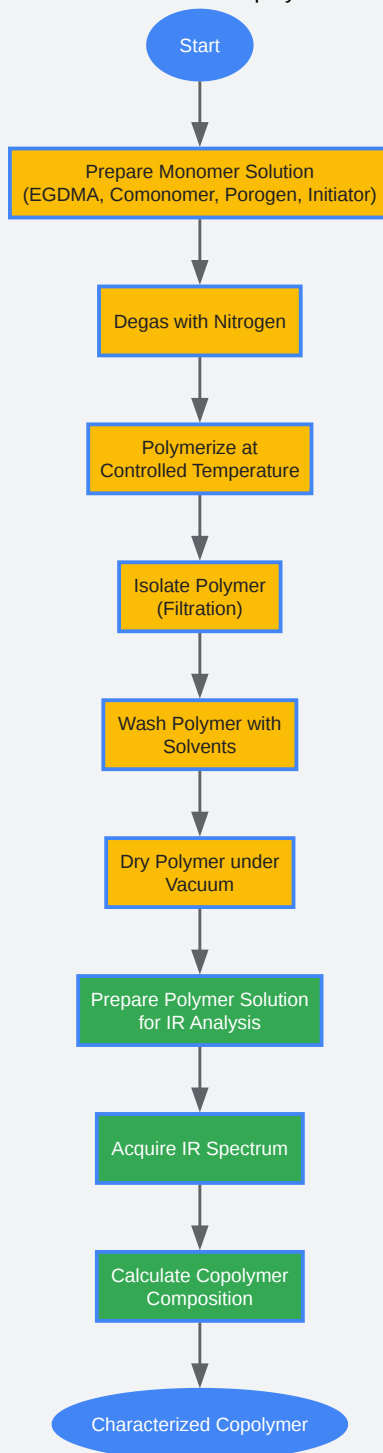 Start
Prepare Monomer Solution
(EGDMA, Comonomer, Porogen, Initiator)
Degas with Nitrogen
Polymerize at
Controlled Temperature
Isolate Polymer
(Filtration)
Wash Polymer with
Solvents
Dry Polymer under
Vacuum
Prepare Polymer Solution
for IR Analysis
Acquire IR Spectrum
Calculate Copolymer
Composition
Characterized Copolymer